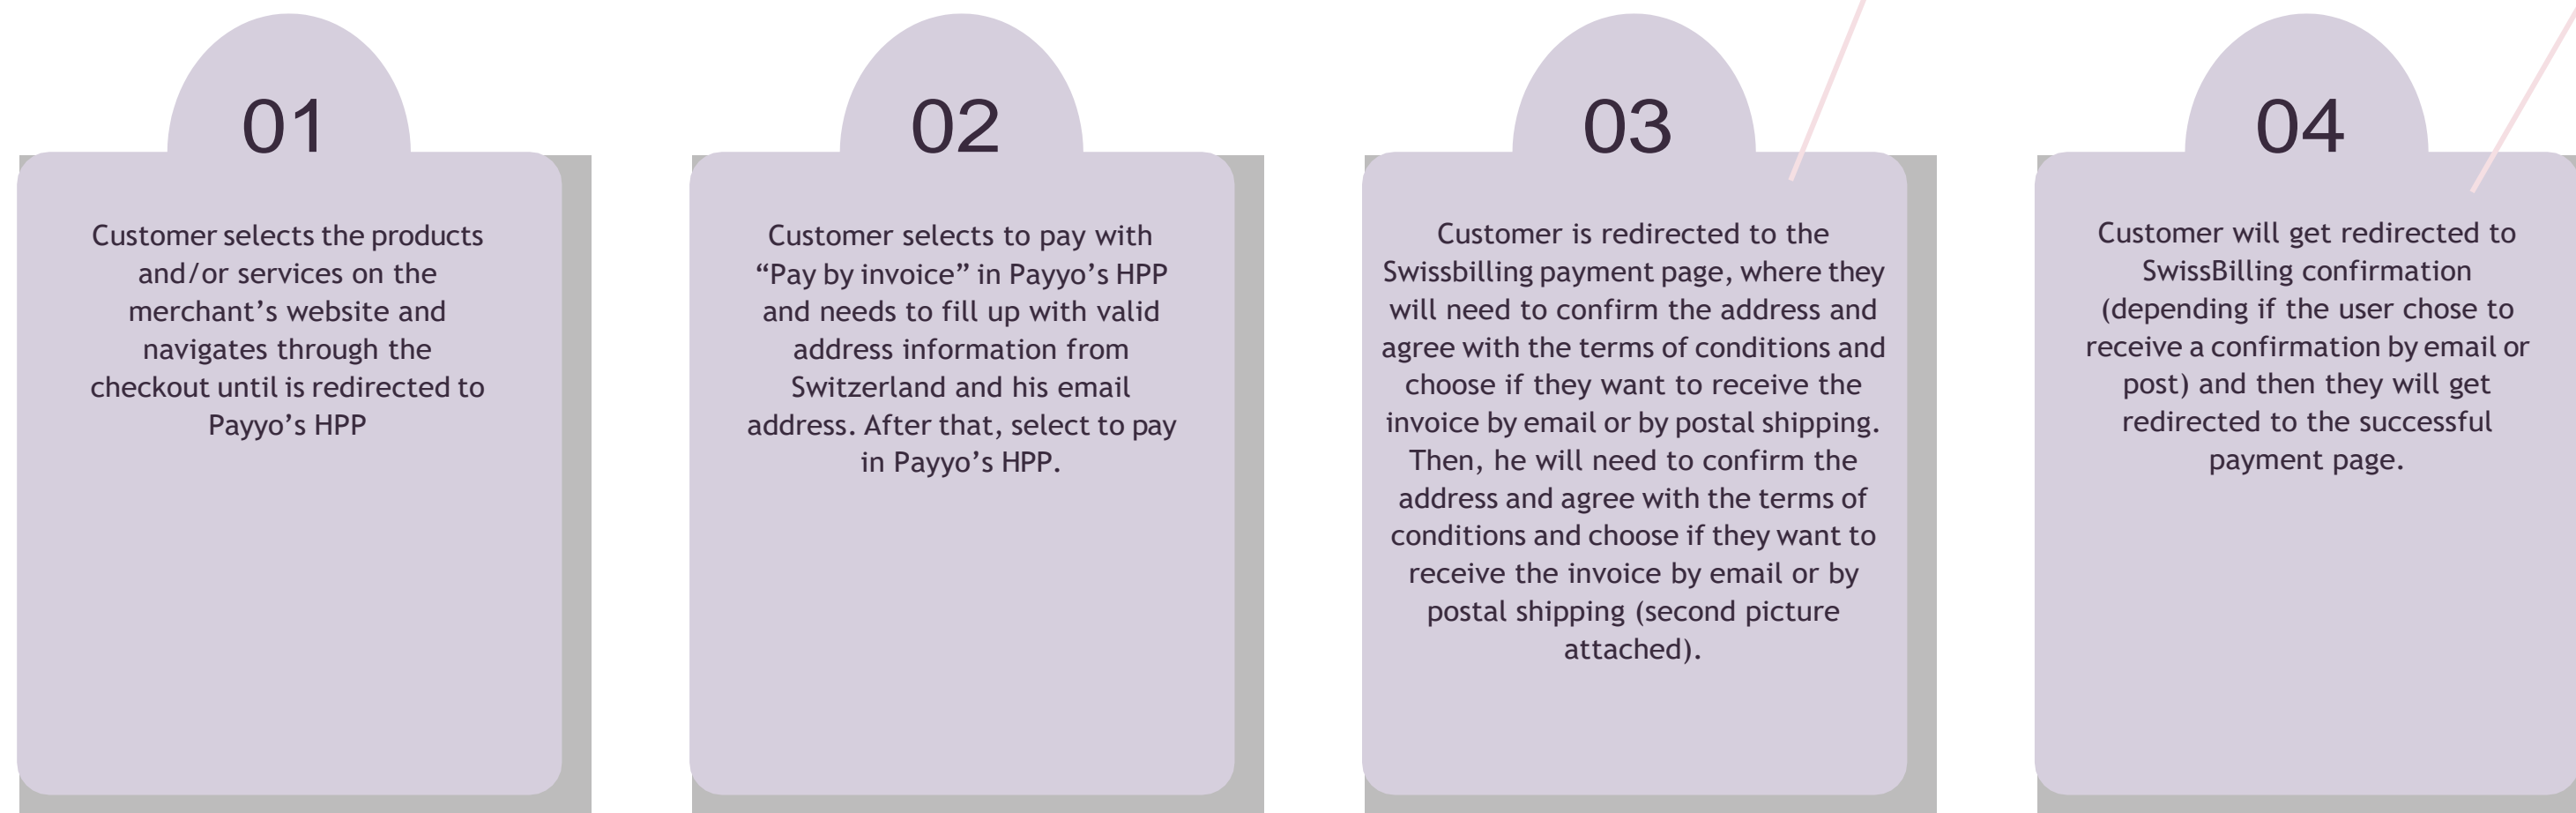 01
Customer selects the products
and/or services on the
merchant’s website and
navigates through the
checkout until is redirected to
Payyo’s HPP
02
Customer selects to pay with
“Pay by invoice” in Payyo’s HPP
and needs to fill up with valid
address information from
Switzerland and his email
address. After that, select to pay
in Payyo’s HPP.
03
Customer is redirected to the
Swissbilling payment page, where they
will need to confirm the address and
agree with the terms of conditions and
choose if they want to receive the
invoice by email or by postal shipping.
Then, he will need to confirm the
address and agree with the terms of
conditions and choose if they want to
receive the invoice by email or by
postal shipping (second picture
attached).
04
Customer will get redirected to
SwissBilling confirmation
(depending if the user chose to
receive a confirmation by email or
post) and then they will get
redirected to the successful
payment page.